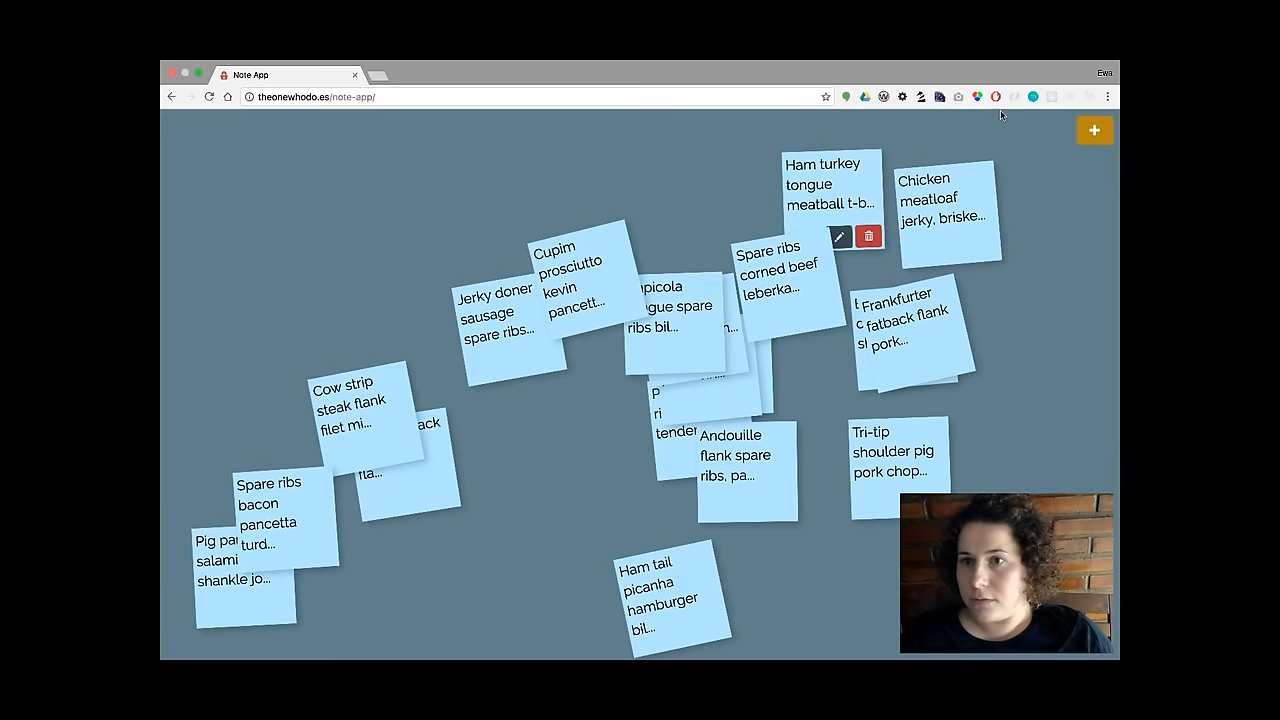 Note App
Ewa
theonewhodo.es/note-app/
Ham turkey
tongue
meatball t-b...
Chicken
meatloaf
jerky, briske...
Cupim
prosciutto
kevin
pancett...
Spare ribs
corned beef
leberka...
Jerky doner
sausage
spare ribs...
spare
ribs bil...
Frankfurter
fatback flank
pork...
Cow strip
steak flank
filet mi...
fla...
Andouille
flank spare
ribs, pa...
Tri-tip
shoulder pig
pork chop...
Spare ribs
bacon
pancetta
turd...
Pig
salami
shankle jo...
Ham tail
picanha
hamburger
bil...